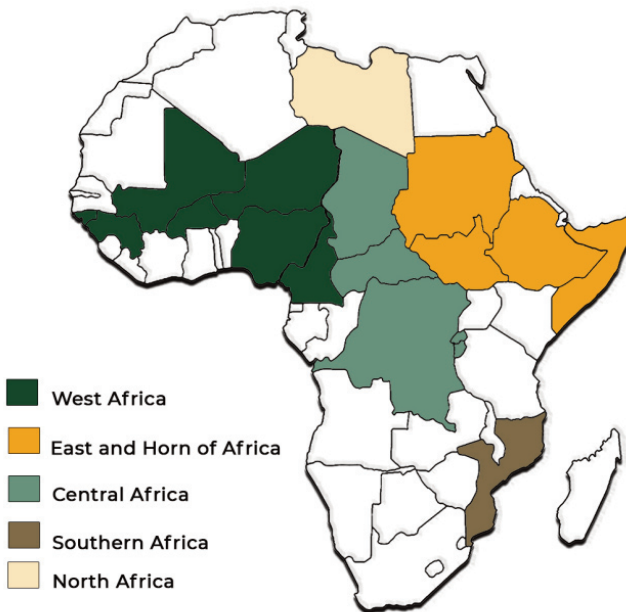 West Africa
East and Horn of Africa
Central Africa
Southern Africa
North Africa